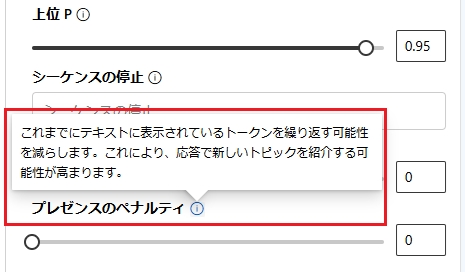 上位 P
0.95
シーケンスの停止
シーケンスの停止
これまでにテキストに表示されているトークンを繰り返す可能性
を減らします。これにより、応答で新しいトピックを紹介する可
能性が高まります。
0
プレゼンスのペナルティ
0